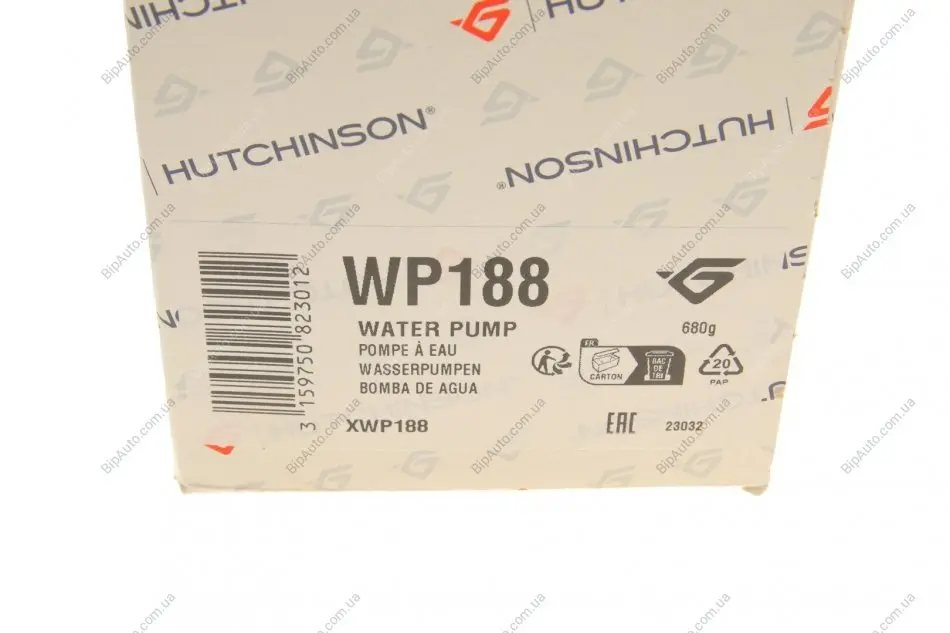 HUTCHINSON®
HUTCHINSON®
WP188
WATER PUMP
POMPE À EAU
WASSERPUMPEN
BOMBA DE AGUA
XWP188
3 159750 823012
680g
FR
CARTON
BAC
DE
TRI
20
PAP
EAC
23032
BipAuto.com.ua